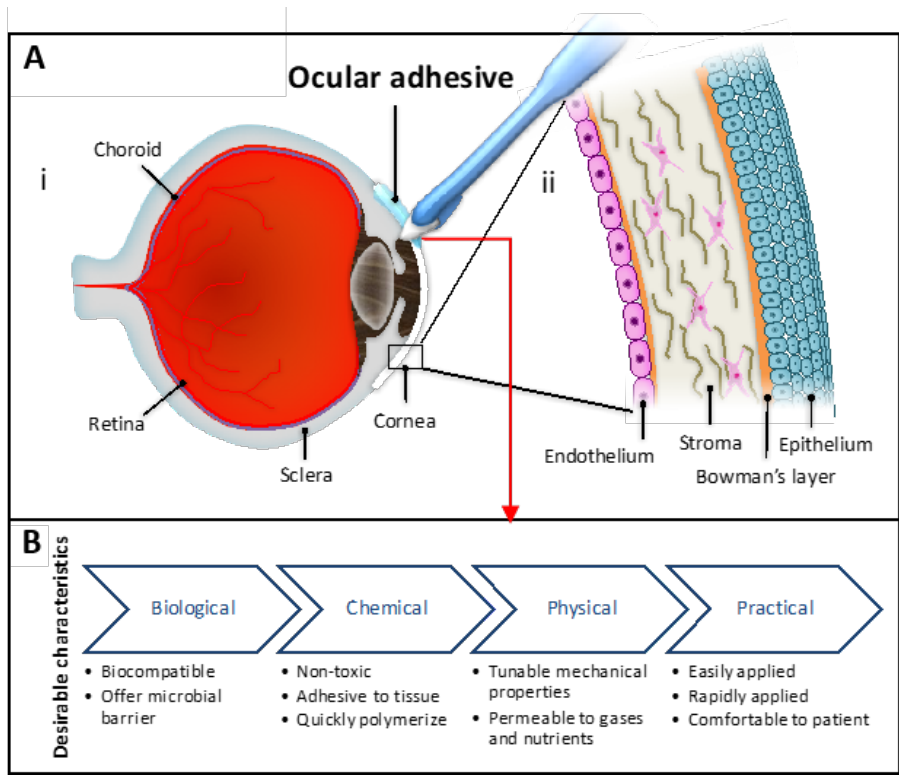 A
Ocular adhesive
i
ii
Choroid
Retina
Sclera
Cornea
Endothelium
Stroma
Bowman's layer
Epithelium
B
Desirable characteristics
Biological
• Biocompatible
• Offer microbial
barrier
Chemical
• Non-toxic
• Adhesive to tissue
• Quickly polymerize
Physical
• Tunable mechanical
properties
• Permeable to gases
and nutrients
Practical
• Easily applied
• Rapidly applied
• Comfortable to patient